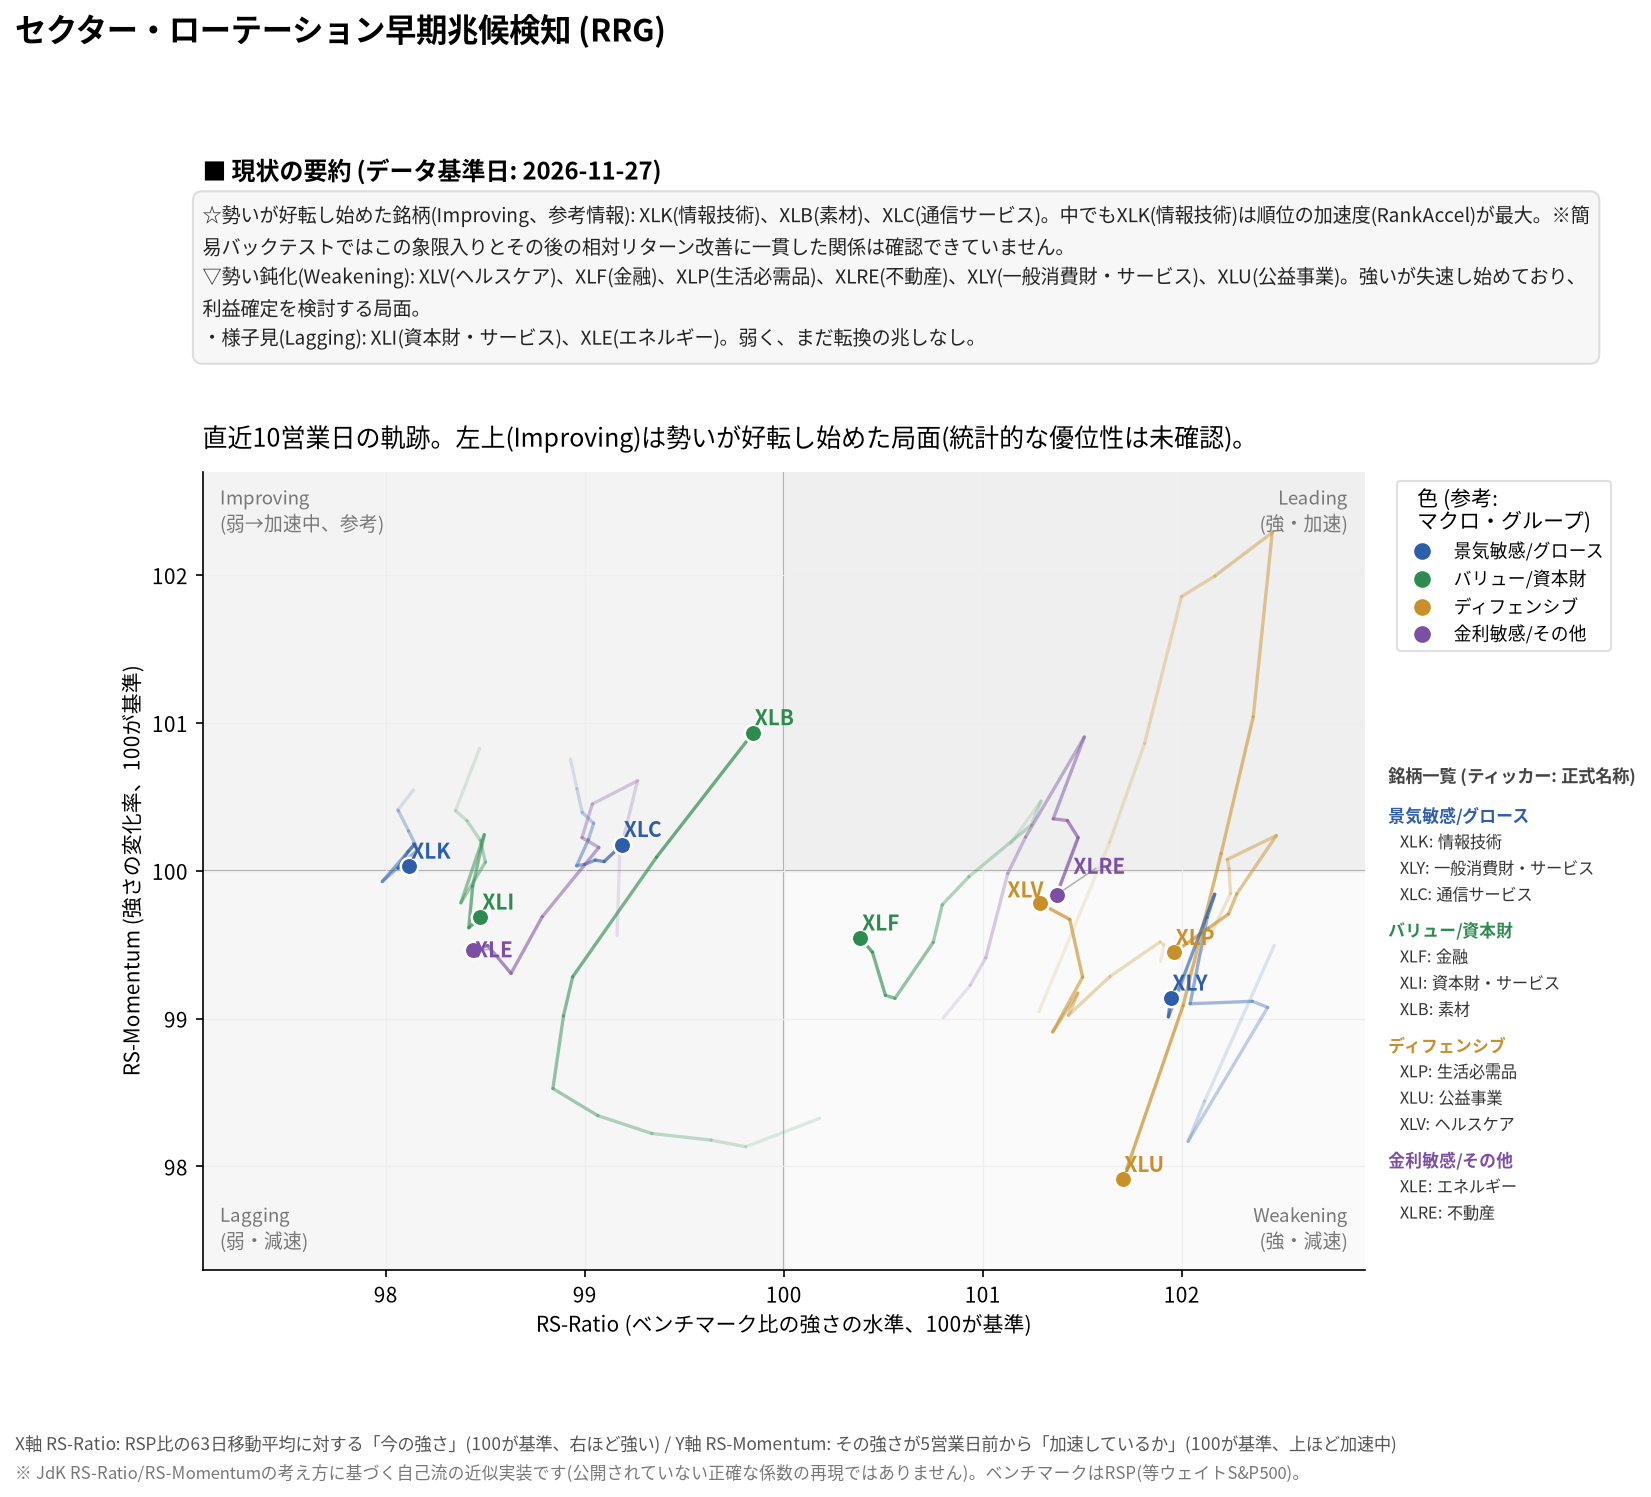 セクター・ローテーション早期兆候検知 (RRG)
■ 現状の要約 (データ基準日: 2026-11-27)
☆勢いが好転し始めた銘柄(Improving、参考情報): XLK(情報技術)、XLB(素材)、XLC(通信サービス)。中でもXLK(情報技術)は順位の加速度(RankAccel)が最大。※簡
易バックテストではこの象限入りとその後の相対リターン改善に一貫した関係は確認できていません。
▽勢い鈍化(Weakening): XLV(ヘルスケア)、XLF(金融)、XLP(生活必需品)、XLRE(不動産)、XLY(一般消費財・サービス)、XLU(公益事業)。強いが失速し始めており、
利益確定を検討する局面。
・様子見(Lagging): XLI(資本財・サービス)、XLE(エネルギー)。弱く、まだ転換の兆しなし。
直近10営業日の軌跡。左上(Improving)は勢いが好転し始めた局面(統計的な優位性は未確認)。
Improving
(弱→加速中、参考)
Leading
(強・加速)
102
101
100
99
98
RS-Momentum (強さの変化率、100が基準)
XLB
XLC
XLK
XLI
XLE
XLRE
XLV
XLF
XLP
XLY
XLU
Lagging
(弱・減速)
Weakening
(強・減速)
98
99
100
101
102
RS-Ratio (ベンチマーク比の強さの水準、100が基準)
色 (参考:
マクロ・グループ)
景気敏感/グロース
バリュー/資本財
ディフェンシブ
金利敏感/その他
銘柄一覧 (ティッカー: 正式名称)
景気敏感/グロース
XLK: 情報技術
XLY: 一般消費財・サービス
XLC: 通信サービス
バリュー/資本財
XLF: 金融
XLI: 資本財・サービス
XLB: 素材
ディフェンシブ
XLP: 生活必需品
XLU: 公益事業
XLV: ヘルスケア
金利敏感/その他
XLE: エネルギー
XLRE: 不動産
X軸 RS-Ratio: RSP比の63日移動平均に対する「今の強さ」(100が基準、右ほど強い) / Y軸 RS-Momentum: その強さが5営業日前から「加速しているか」(100が基準、上ほど加速中)
※ JdK RS-Ratio/RS-Momentumの考え方に基づく自己流の近似実装です(公開されていない正確な係数の再現ではありません)。ベンチマークはRSP(等ウェイトS&P500)。